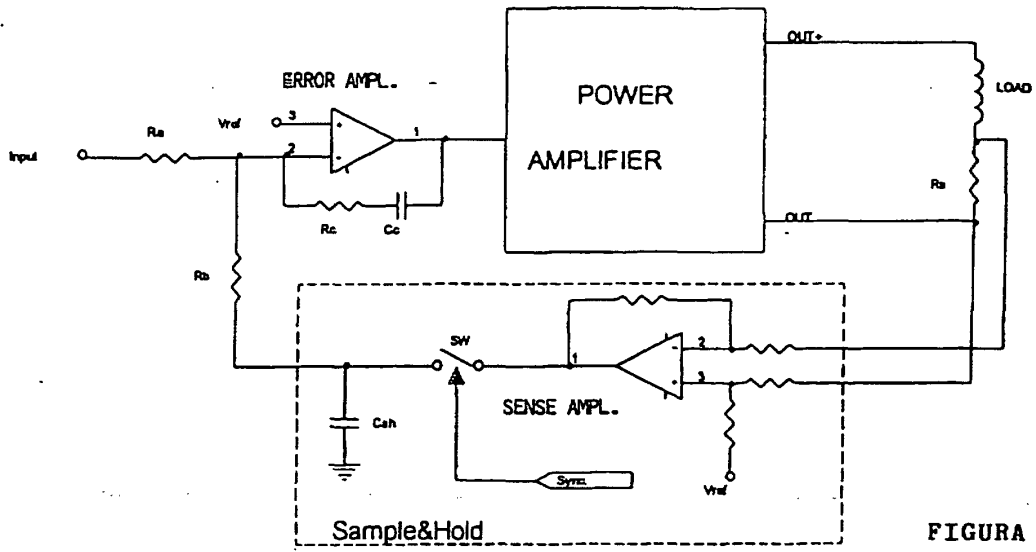 OUT+
ERROR AMPL.
POWER
AMPLIFIER
LOAD
Vref
3
+
1
Ra
Input
2
-
Rs
Rc
Cc
OUT
Rb
SW
1
2
-
3
+
SENSE AMPL.
Csh
Sync
Vref
Sample&Hold
FIGURA